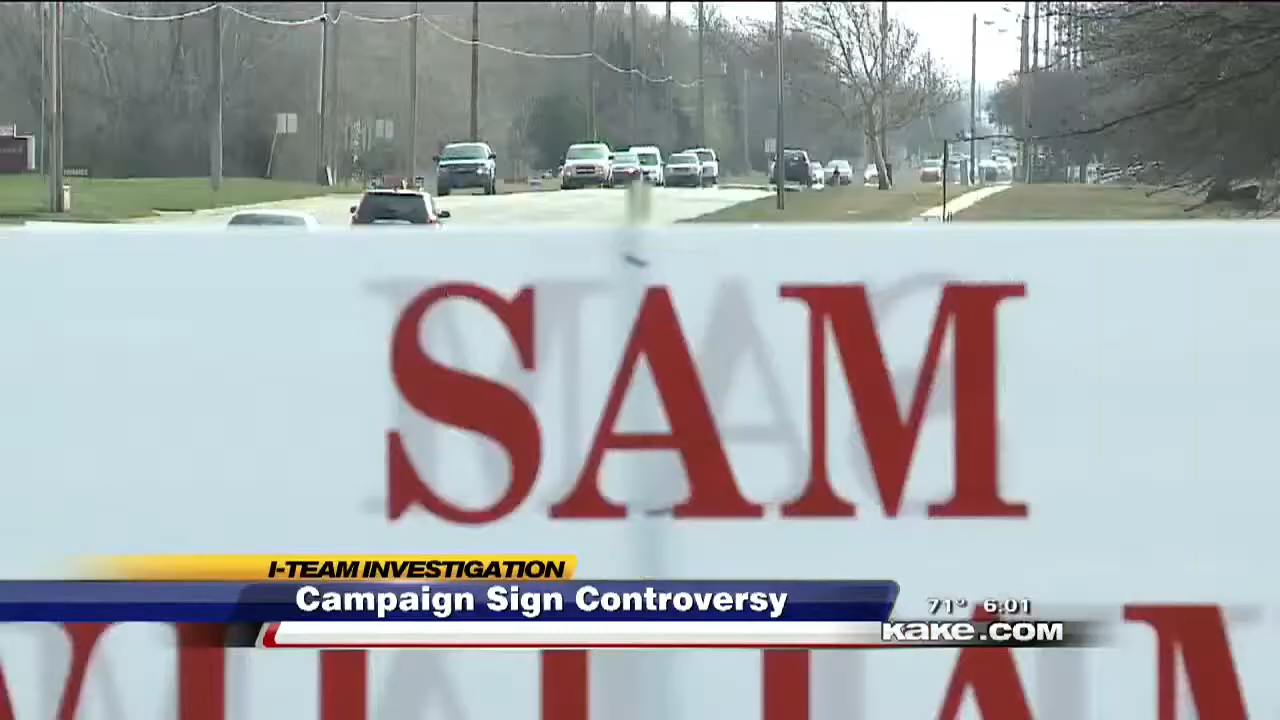 SAM
I-TEAM INVESTIGATION
Campaign Sign Controversy
71° 6:01
KAKE.COM